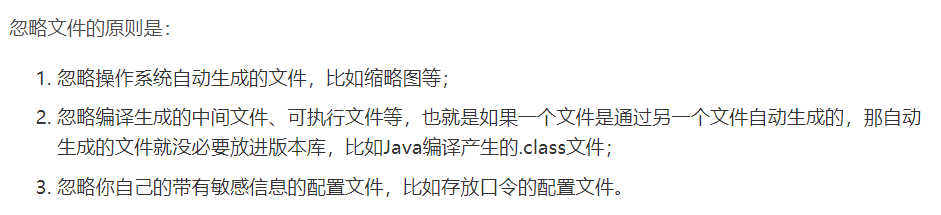 忽略文件的原则是：
1. 忽略操作系统自动生成的文件，比如缩略图等；
2. 忽略编译生成的中间文件、可执行文件等，也就是如果一个文件是通过另一个文件自动生成的，那自动
生成的文件就没必要放进版本库，比如Java编译产生的.class文件；
3. 忽略你自己的带有敏感信息的配置文件，比如存放口令的配置文件。